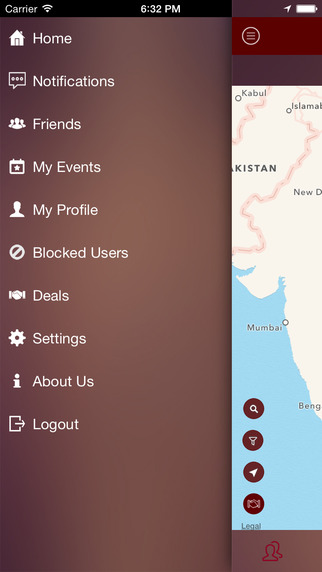 Carrier 6:32 PM
Home
Notifications
Friends
My Events
My Profile
Blocked Users
Deals
Settings
About Us
Logout
Kabul
Islamab
AKISTAN
New D
Mumbai
Beng
Legal